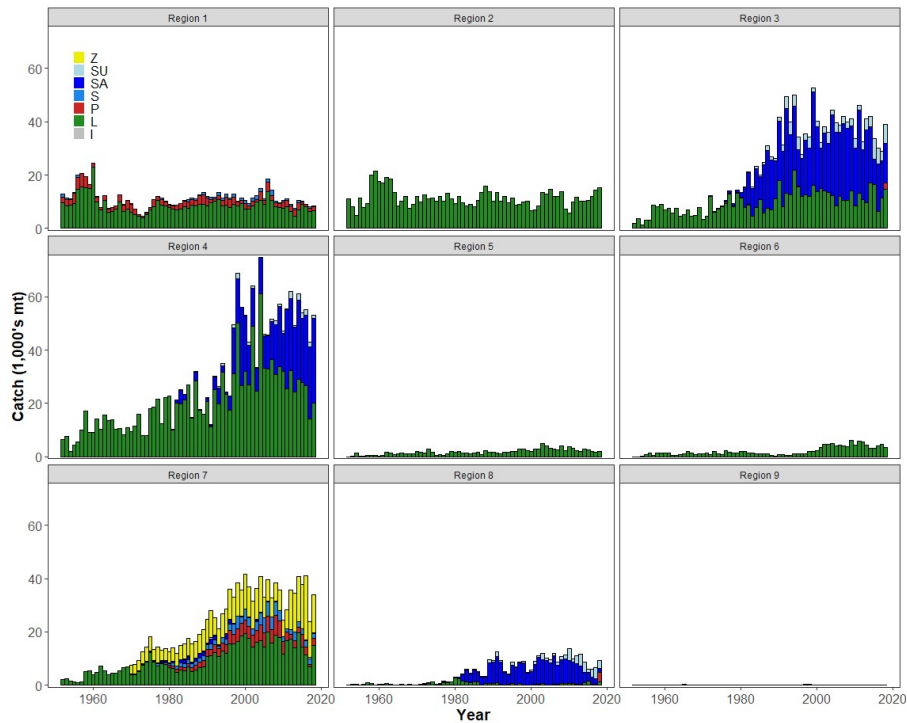 Region 1
Region 2
Region 3
Z
SU
SA
S
P
L
I
60
40
20
0
Region 4
Region 5
Region 6
60
40
20
0
Catch (1,000's mt)
Region 7
Region 8
Region 9
60
40
20
0
1960 1980 2000 2020 1960 1980 2000 2020 1960 1980 2000 2020
Year